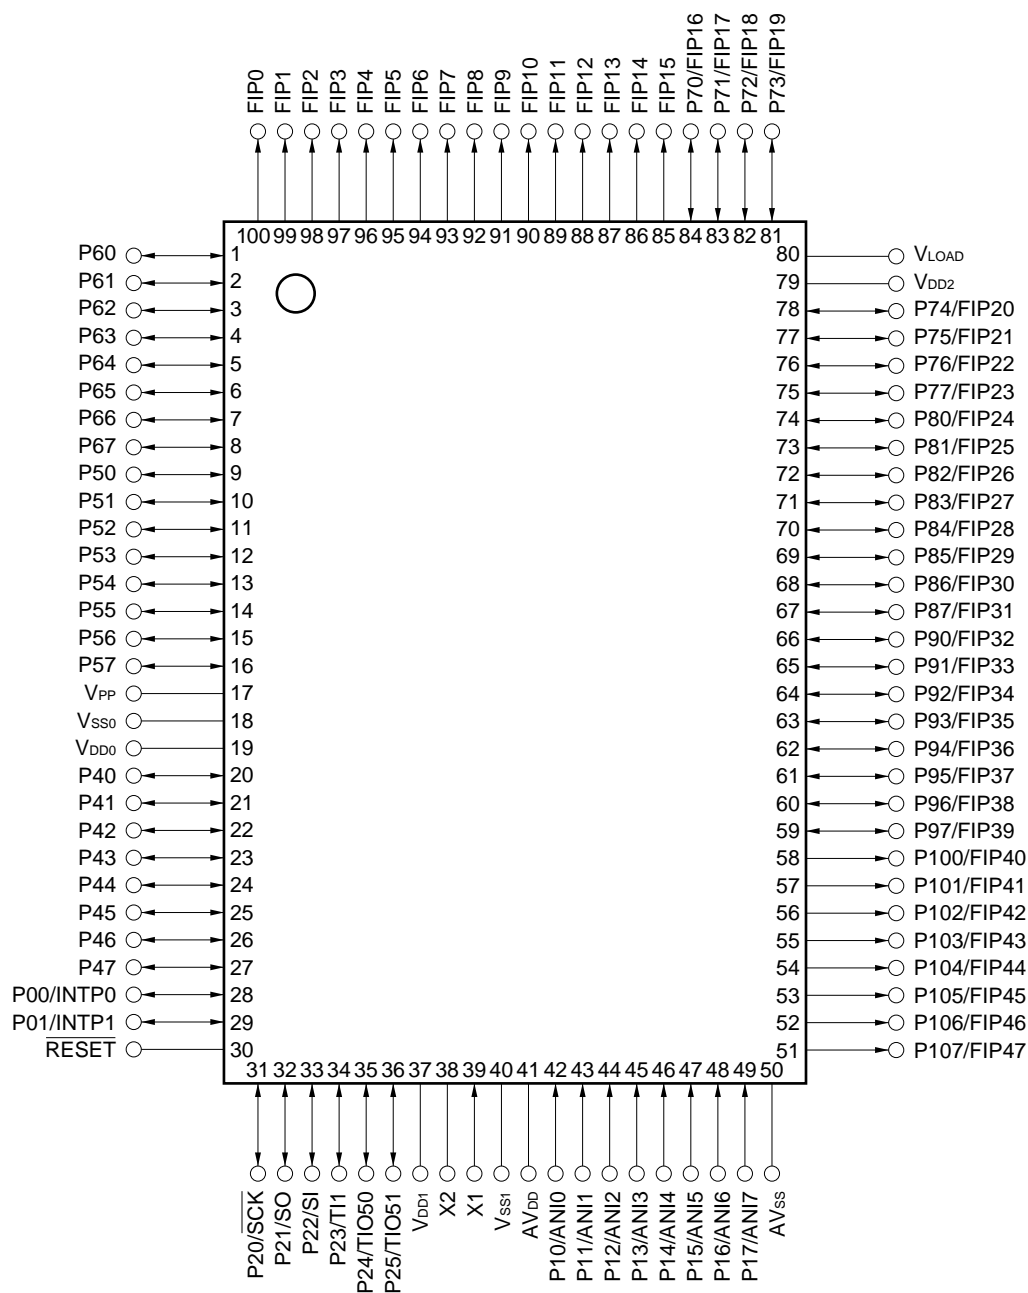 FIP0 FIP1 FIP2 FIP3 FIP4 FIP5 FIP6 FIP7 FIP8 FIP9 FIP10 FIP11 FIP12 FIP13 FIP14 FIP15 P70/FIP16 P71/FIP17 P72/FIP18 P73/FIP19
100 99 98 97 96 95 94 93 92 91 90 89 88 87 86 85 84 83 82 81
P60 1 80 VLOAD
P61 2 79 VDD2
P62 3 78 P74/FIP20
P63 4 77 P75/FIP21
P64 5 76 P76/FIP22
P65 6 75 P77/FIP23
P66 7 74 P80/FIP24
P67 8 73 P81/FIP25
P50 9 72 P82/FIP26
P51 10 71 P83/FIP27
P52 11 70 P84/FIP28
P53 12 69 P85/FIP29
P54 13 68 P86/FIP30
P55 14 67 P87/FIP31
P56 15 66 P90/FIP32
P57 16 65 P91/FIP33
VPP 17 64 P92/FIP34
VSS0 18 63 P93/FIP35
VDD0 19 62 P94/FIP36
P40 20 61 P95/FIP37
P41 21 60 P96/FIP38
P42 22 59 P97/FIP39
P43 23 58 P100/FIP40
P44 24 57 P101/FIP41
P45 25 56 P102/FIP42
P46 26 55 P103/FIP43
P47 27 54 P104/FIP44
P00/INTP0 28 53 P105/FIP45
P01/INTP1 29 52 P106/FIP46
RESET 30 51 P107/FIP47
31 32 33 34 35 36 37 38 39 40 41 42 43 44 45 46 47 48 49 50
P20/SCK P21/SO P22/SI P23/TI1 P24/TIO50 P25/TIO51 VDD1 X2 X1 VSS1 AVDD P10/ANI0 P11/ANI1 P12/ANI2 P13/ANI3 P14/ANI4 P15/ANI5 P16/ANI6 P17/ANI7 AVSS